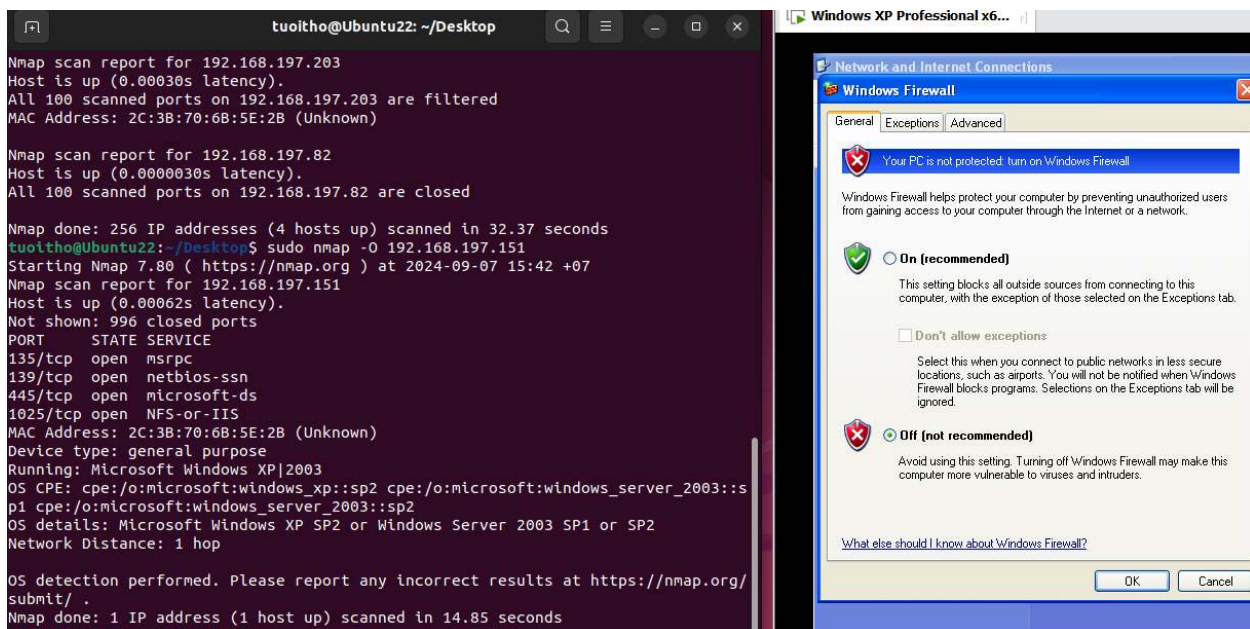 tuoitho@Ubuntu22: ~/Desktop
Nmap scan report for 192.168.197.203
Host is up (0.00030s latency).
All 100 scanned ports on 192.168.197.203 are filtered
MAC Address: 2C:3B:70:6B:5E:2B (Unknown)
Nmap scan report for 192.168.197.82
Host is up (0.0000030s latency).
All 100 scanned ports on 192.168.197.82 are closed
Nmap done: 256 IP addresses (4 hosts up) scanned in 32.37 seconds
tuoitho@Ubuntu22:~/Desktop$ sudo nmap -O 192.168.197.151
Starting Nmap 7.80 ( https://nmap.org ) at 2024-09-07 15:42 +07
Nmap scan report for 192.168.197.151
Host is up (0.00062s latency).
Not shown: 996 closed ports
PORT     STATE SERVICE
135/tcp  open  msrpc
139/tcp  open  netbios-ssn
445/tcp  open  microsoft-ds
1025/tcp open  NFS-or-IIS
MAC Address: 2C:3B:70:6B:5E:2B (Unknown)
Device type: general purpose
Running: Microsoft Windows XP|2003
OS CPE: cpe:/o:microsoft:windows_xp::sp2 cpe:/o:microsoft:windows_server_2003::s
p1 cpe:/o:microsoft:windows_server_2003::sp2
OS details: Microsoft Windows XP SP2 or Windows Server 2003 SP1 or SP2
Network Distance: 1 hop
OS detection performed. Please report any incorrect results at https://nmap.org/
submit/ .
Nmap done: 1 IP address (1 host up) scanned in 14.85 seconds
Windows XP Professional x6...
Network and Internet Connections
Windows Firewall
General Exceptions Advanced
Your PC is not protected: turn on Windows Firewall
Windows Firewall helps protect your computer by preventing unauthorized users
from gaining access to your computer through the Internet or a network.
On (recommended)
This setting blocks all outside sources from connecting to this
computer, with the exception of those selected on the Exceptions tab.
Don't allow exceptions
Select this when you connect to public networks in less secure
locations, such as airports. You will not be notified when Windows
Firewall blocks programs. Selections on the Exceptions tab will be
ignored.
Off (not recommended)
Avoid using this setting. Turning off Windows Firewall may make this
computer more vulnerable to viruses and intruders.
What else should I know about Windows Firewall?
OK Cancel